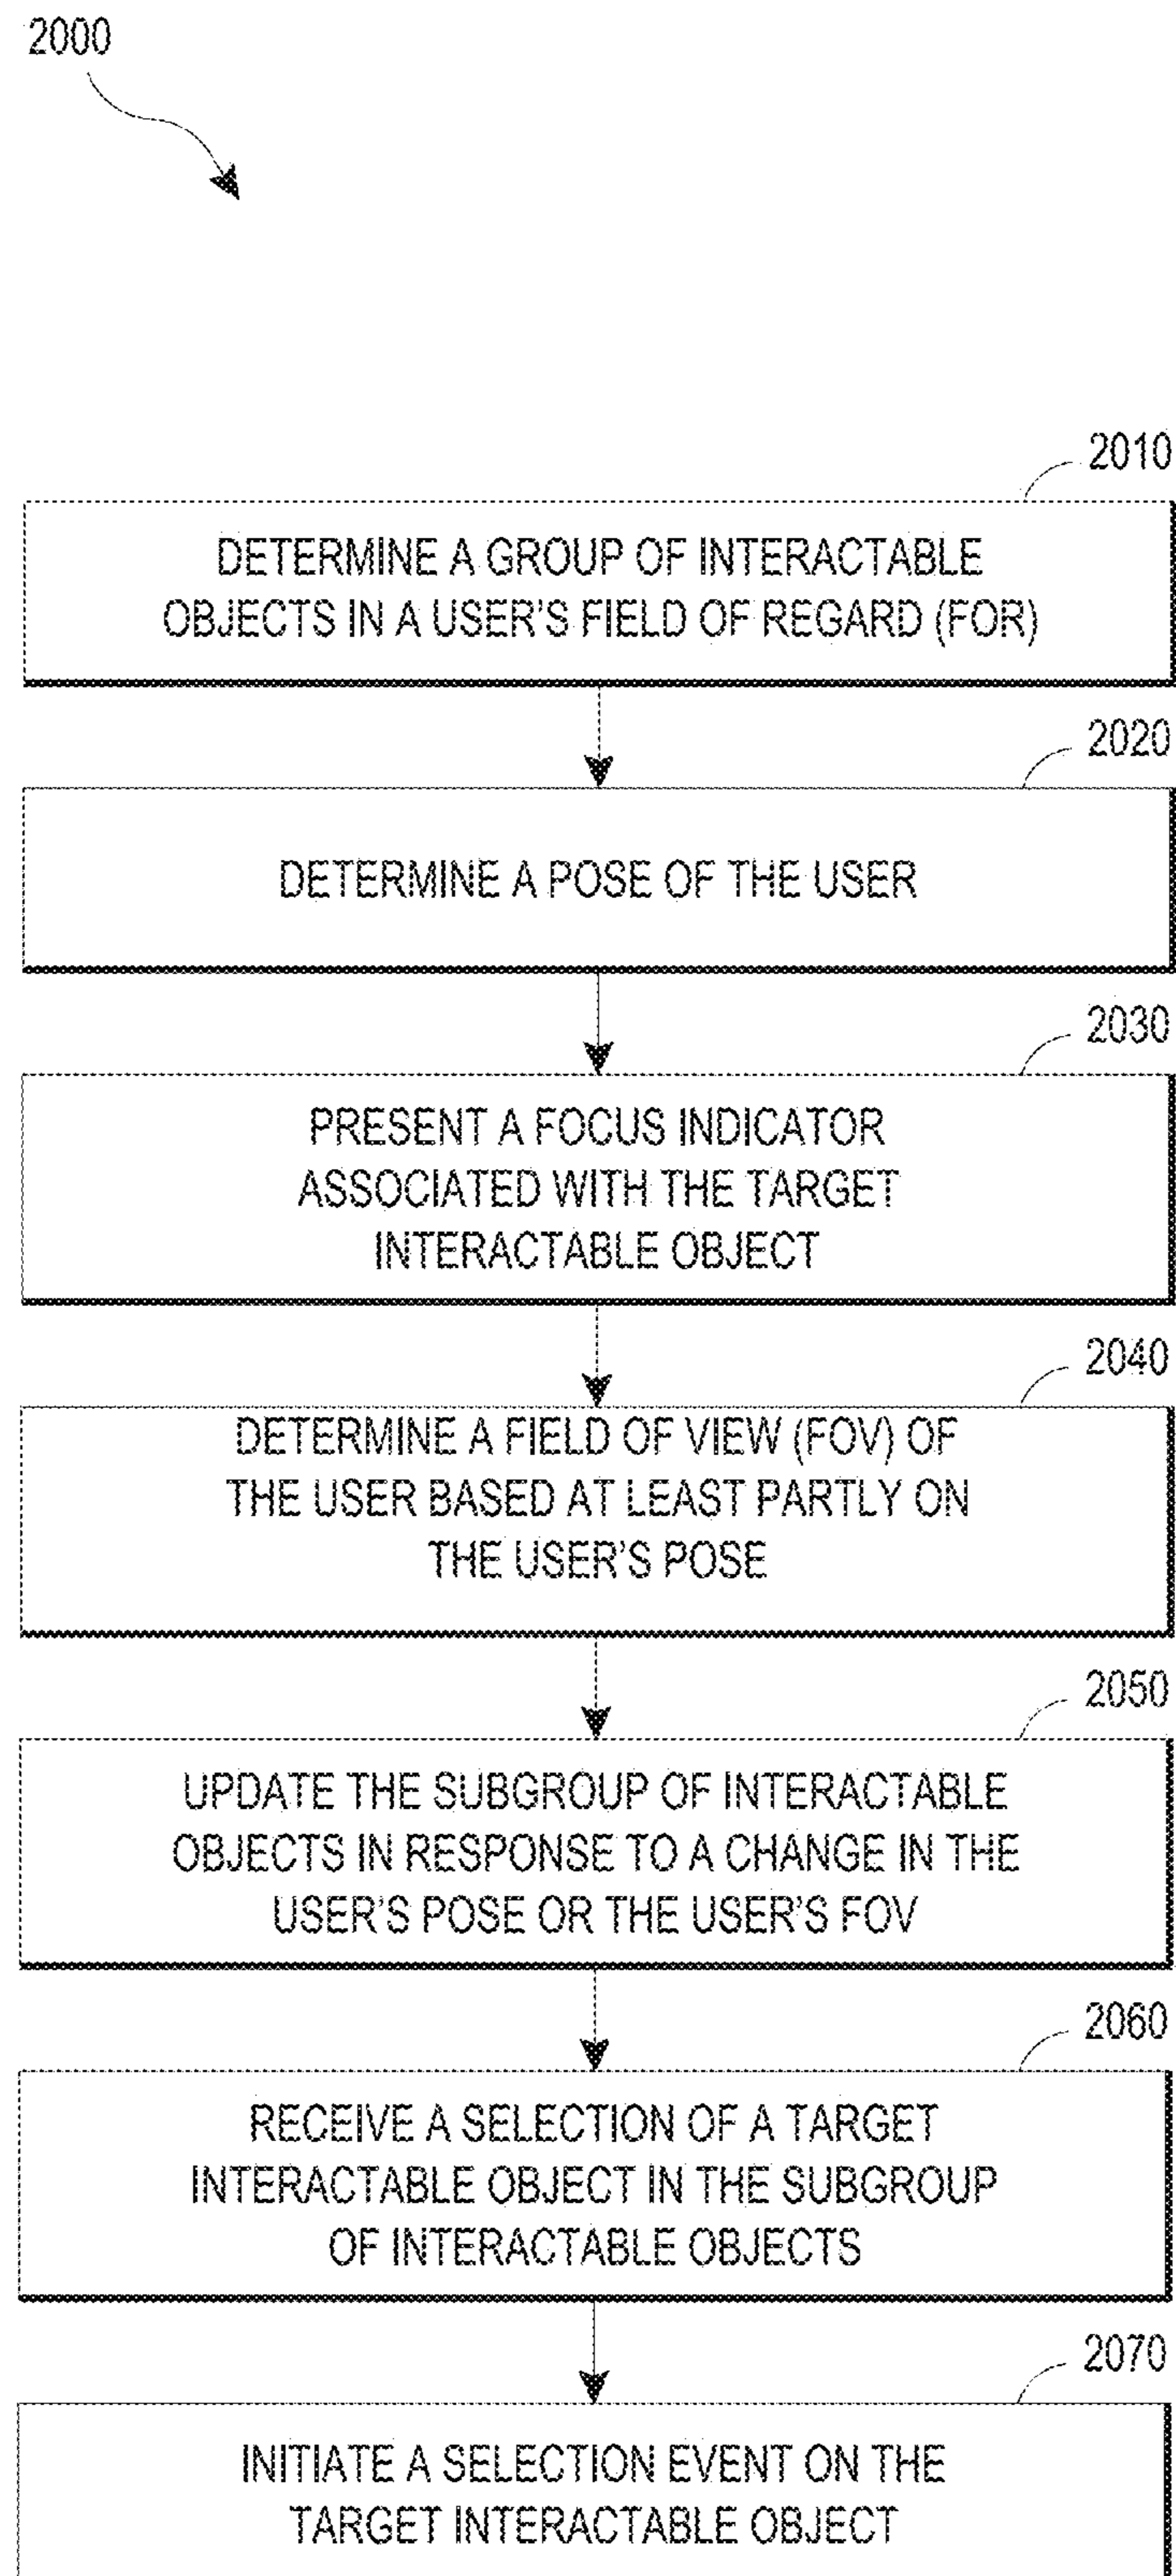 2000
2010
DETERMINE A GROUP OF INTERACTABLE
OBJECTS IN A USER'S FIELD OF REGARD (FOR)
2020
DETERMINE A POSE OF THE USER
2030
PRESENT A FOCUS INDICATOR
ASSOCIATED WITH THE TARGET
INTERACTABLE OBJECT
2040
DETERMINE A FIELD OF VIEW (FOV) OF
THE USER BASED AT LEAST PARTLY ON
THE USER'S POSE
2050
UPDATE THE SUBGROUP OF INTERACTABLE
OBJECTS IN RESPONSE TO A CHANGE IN THE
USER'S POSE OR THE USER'S FOV
2060
RECEIVE A SELECTION OF A TARGET
INTERACTABLE OBJECT IN THE SUBGROUP
OF INTERACTABLE OBJECTS
2070
INITIATE A SELECTION EVENT ON THE
TARGET INTERACTABLE OBJECT